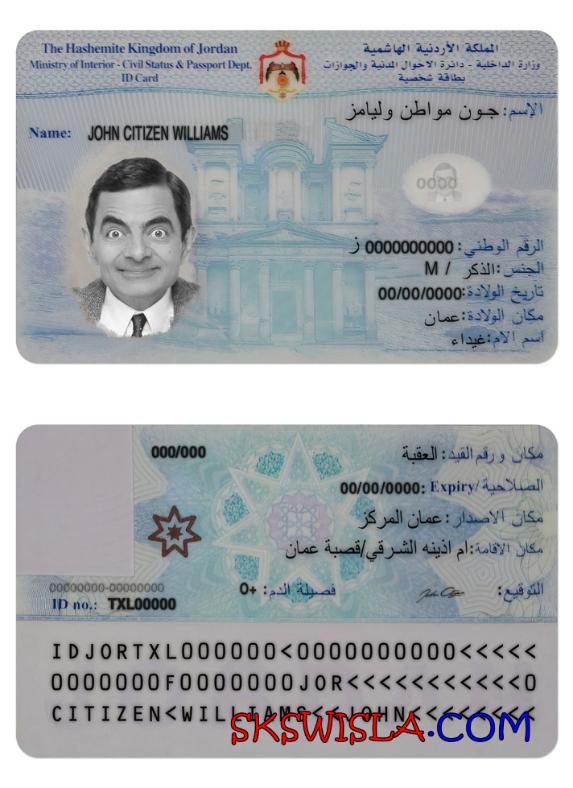 The Hashemite Kingdom of Jordan
المملكة الأردنية الهاشمية
Ministry of Interior - Civil Status & Passport Dept.
وزارة الداخلية - دائرة الاحوال المدنية والجوازات
ID Card
بطاقة شخصية
الإسم: جون مواطن وليامز
Name: JOHN CITIZEN WILLIAMS
0000
الرقم الوطني: 0000000000 ز
الجنس: الذكر / M
تاريخ الولادة: 00/00/0000
مكان الولادة: عمان
اسم الام: غيداء
مكان و رقم القيد: العقبة 000/000
الصلاحية/Expiry: 00/00/0000
مكان الاصدار: عمان المركز
مكان الاقامة: ام اذينه الشرقي/قصبة عمان
00000000-00000000
فصيلة الدم: O+
التوقيع:
ID no.: TXL00000
IDJORTXL000000<0000000000<<<<<
0000000F0000000JOR<<<<<<<<<<<0
CITIZEN<WILLIAMS<<JOHN<<<<<<<<
SKSWISLA.COM